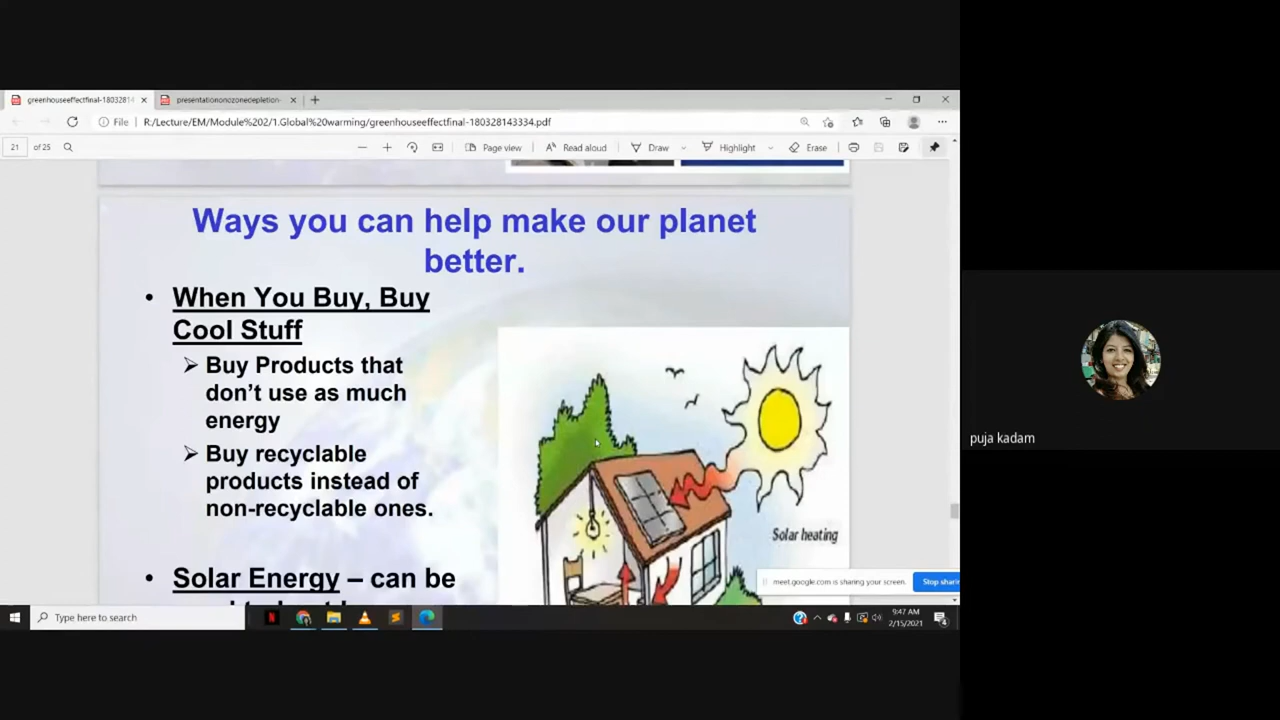 greenhouseeffectfinal-18032814
presentationonozonedepletion-
File
R:/Lecture/EM/Module%202/1.Global%20warming/greenhouseeffectfinal-180328143334.pdf
21 of 25
Page view
Read aloud
Draw
Highlight
Erase
Ways you can help make our planet
better.
• When You Buy, Buy
Cool Stuff
➢ Buy Products that
don’t use as much
energy
➢ Buy recyclable
products instead of
non-recyclable ones.
Solar heating
• Solar Energy – can be
meet.google.com is sharing your screen.
Stop sharin
Type here to search
9:47 AM
2/15/2021
puja kadam